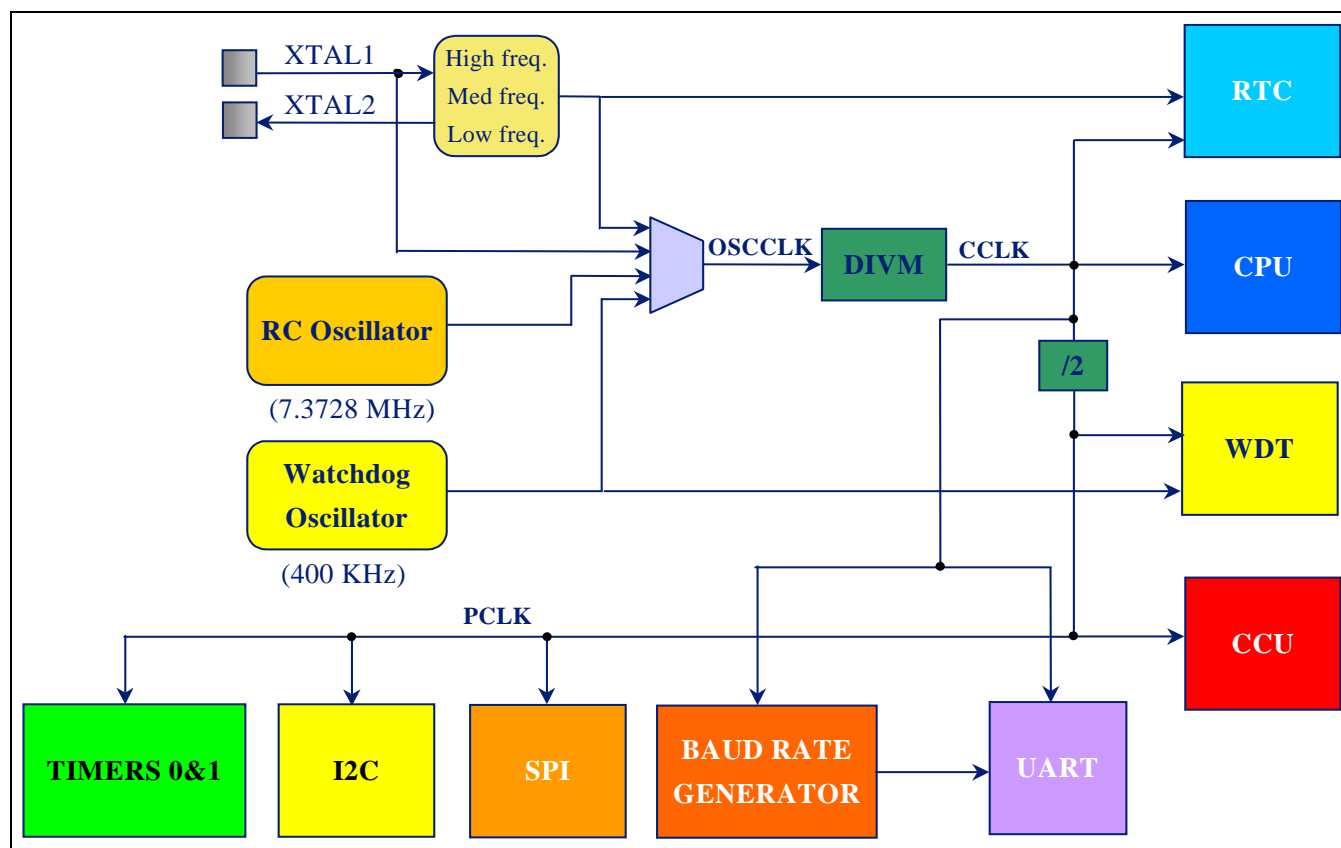 XTAL1
XTAL2
High freq.
Med freq.
Low freq.
RTC
OSCCLK
DIVM
CCLK
CPU
RC Oscillator
(7.3728 MHz)
/2
Watchdog
Oscillator
(400 KHz)
WDT
PCLK
CCU
TIMERS 0&1
I2C
SPI
BAUD RATE
GENERATOR
UART